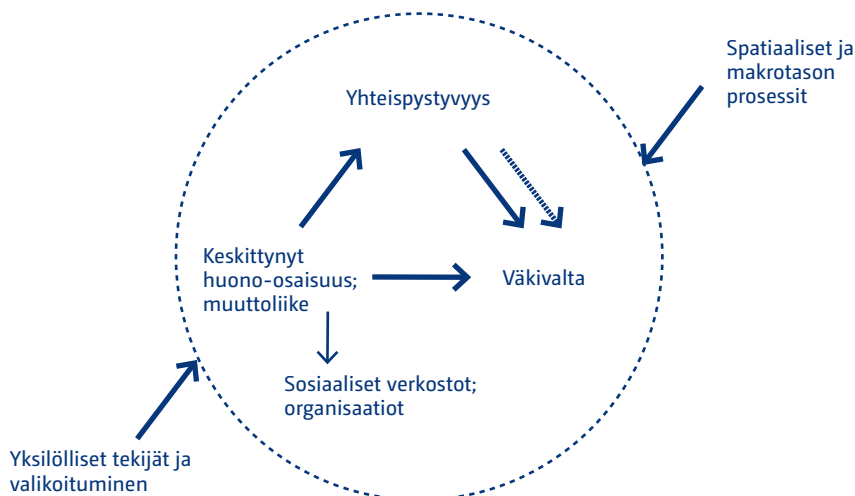 Spatiaaliset ja
makrotason
prosessit
Yhteispystyvyys
Keskittynyt
huono-osaisuus;
muuttoliike
Väkivalta
Sosiaaliset verkostot;
organisaatiot
Yksilölliset tekijät ja
valikoituminen